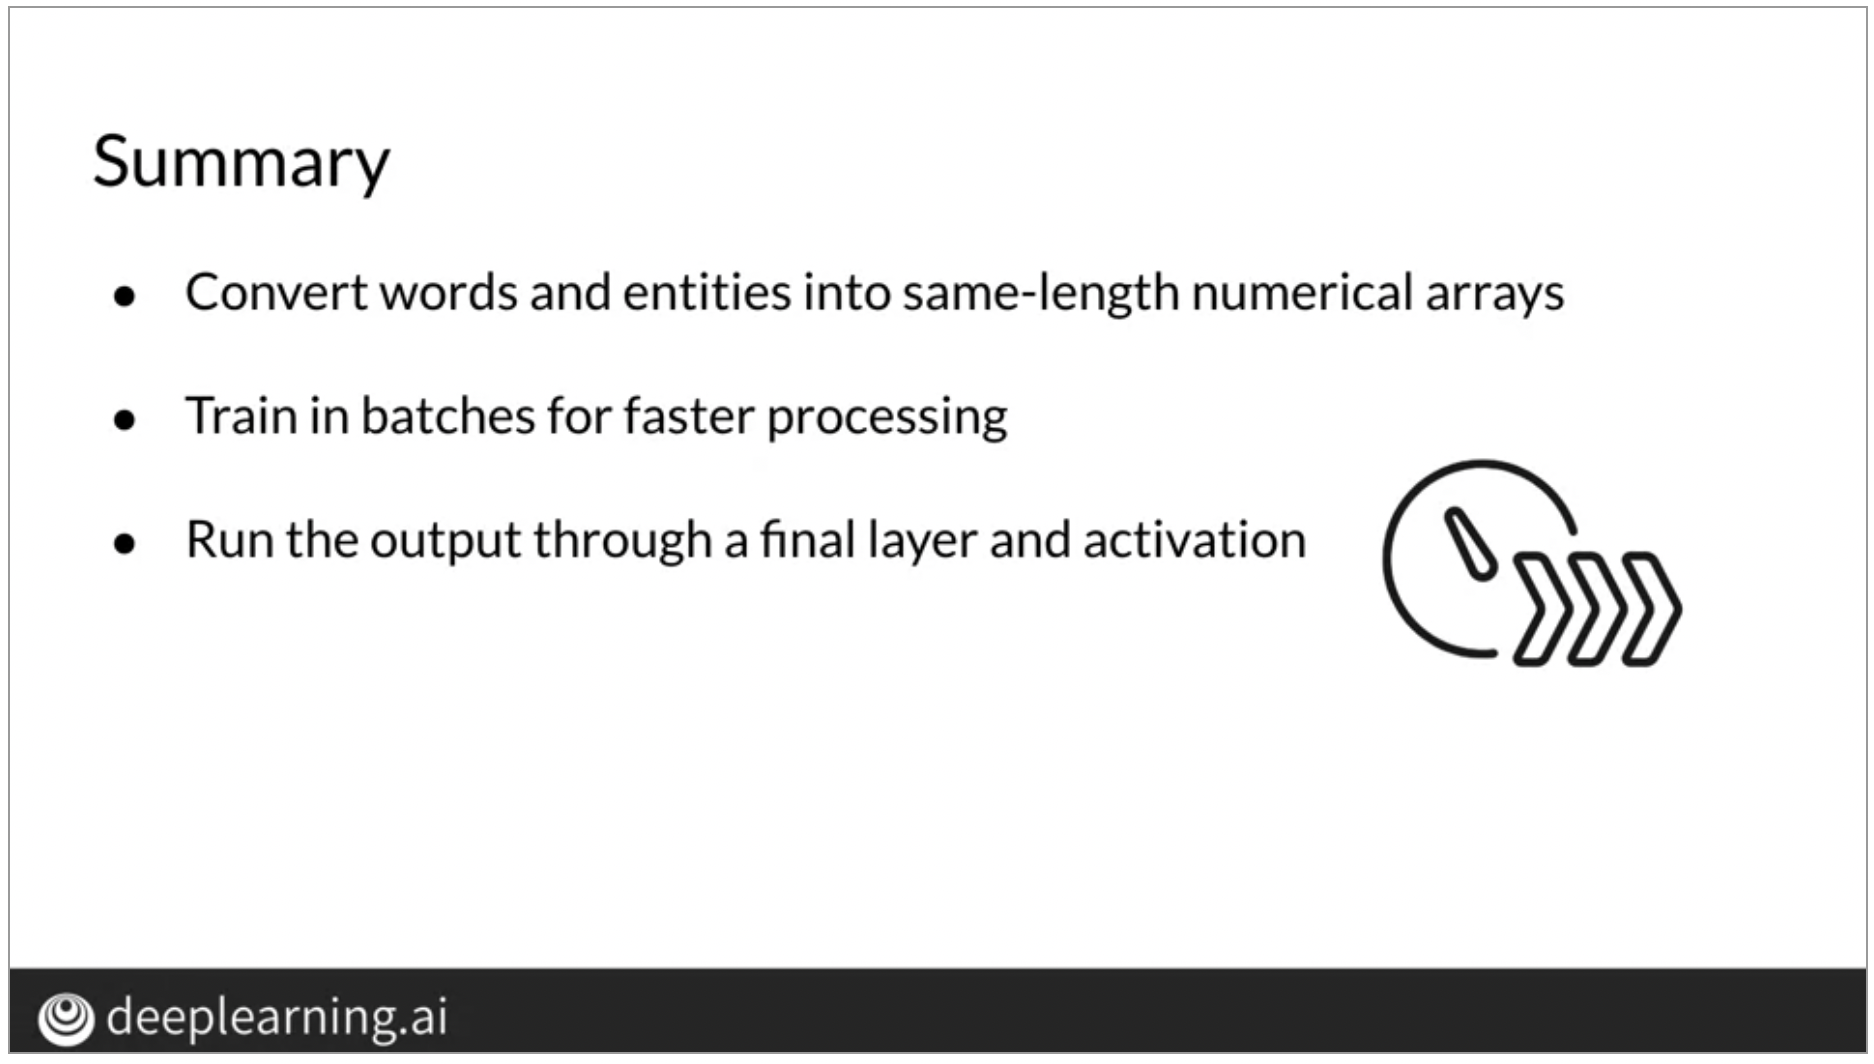 Summary
● Convert words and entities into same-length numerical arrays
● Train in batches for faster processing
● Run the output through a final layer and activation
deeplearning.ai